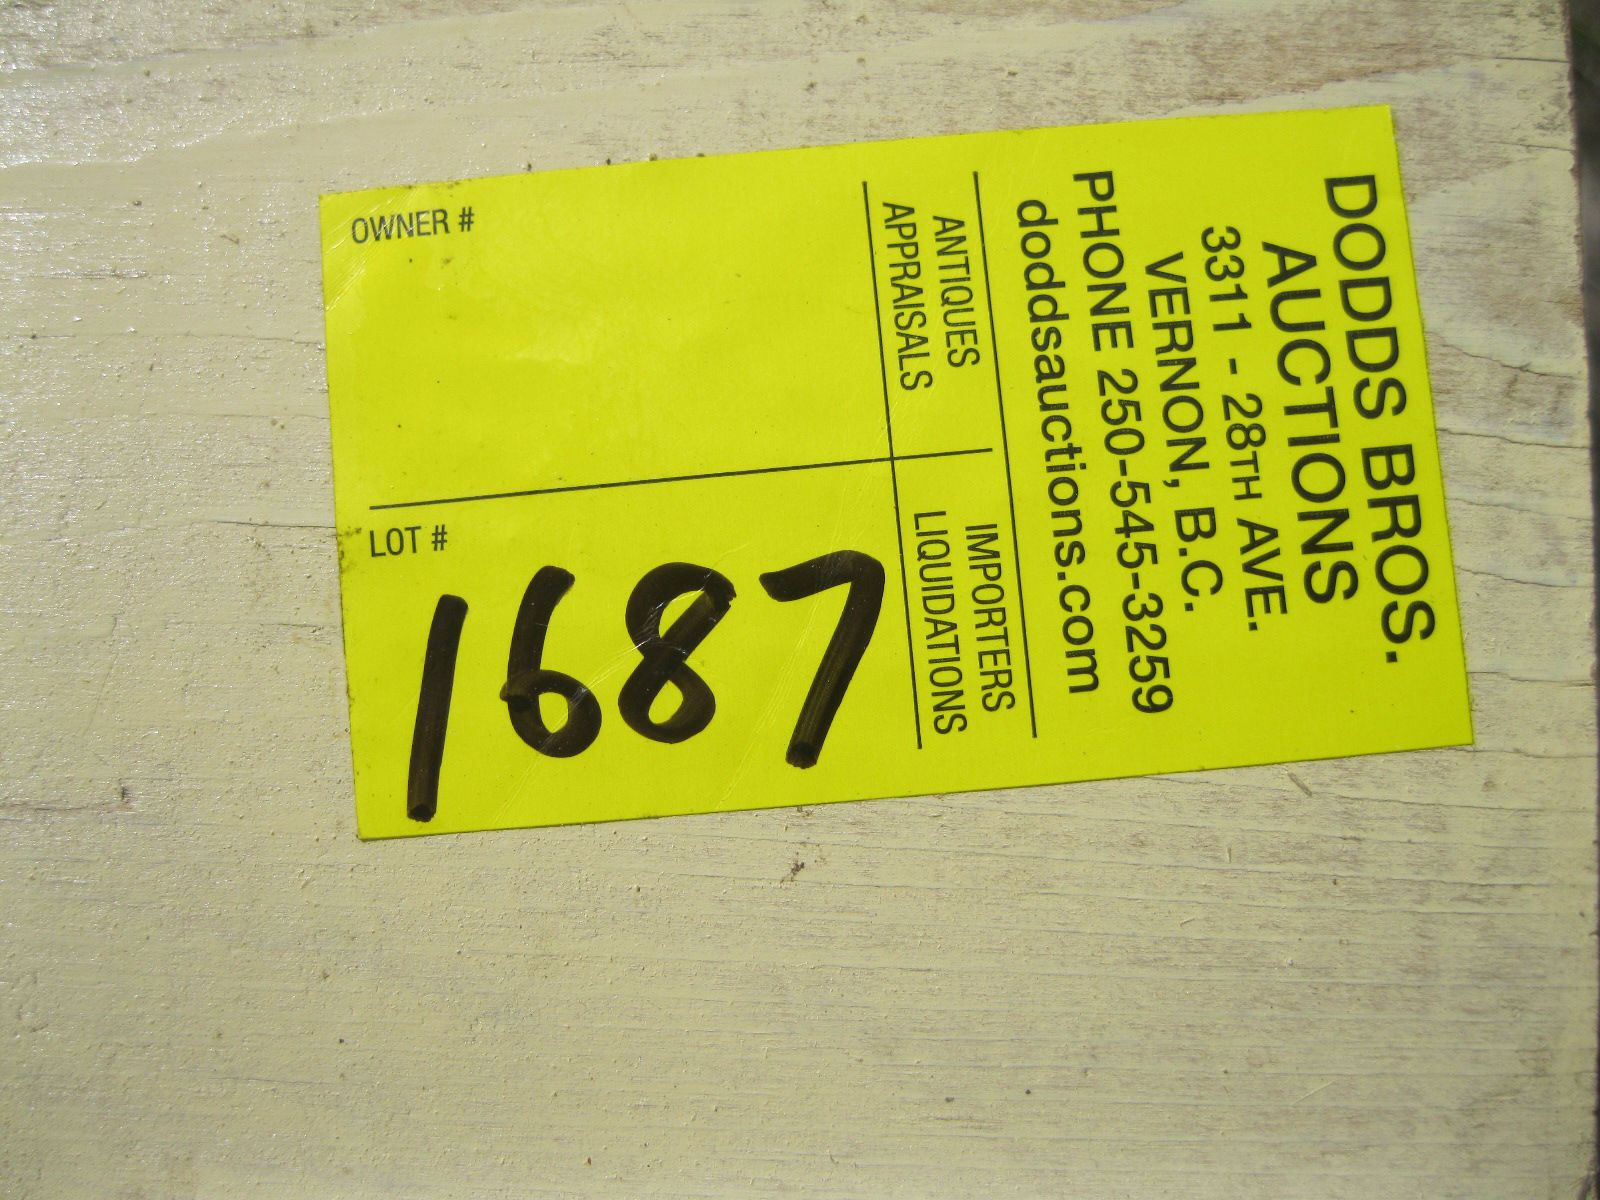 DODDS BROS.
AUCTIONS
3311 - 28TH AVE.
VERNON, B.C.
PHONE 250-545-3259
doddsauctions.com
ANTIQUES
APPRAISALS
IMPORTERS
LIQUIDATIONS
OWNER #
LOT #
1687